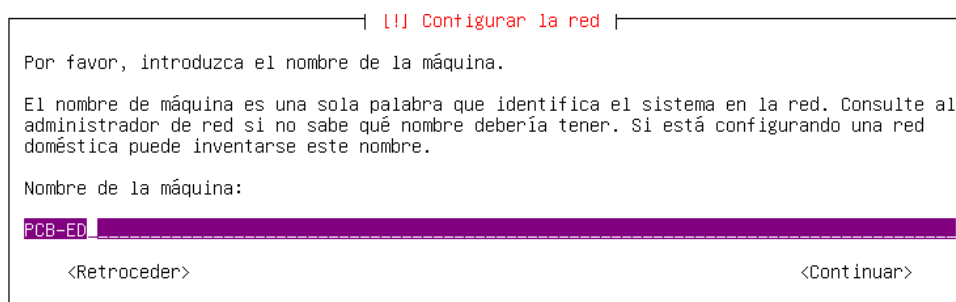 [!] Configurar la red
Por favor, introduzca el nombre de la máquina.
El nombre de máquina es una sola palabra que identifica el sistema en la red. Consulte al
administrador de red si no sabe qué nombre debería tener. Si está configurando una red
doméstica puede inventarse este nombre.
Nombre de la máquina:
PCB-ED
<Retroceder> <Continuar>